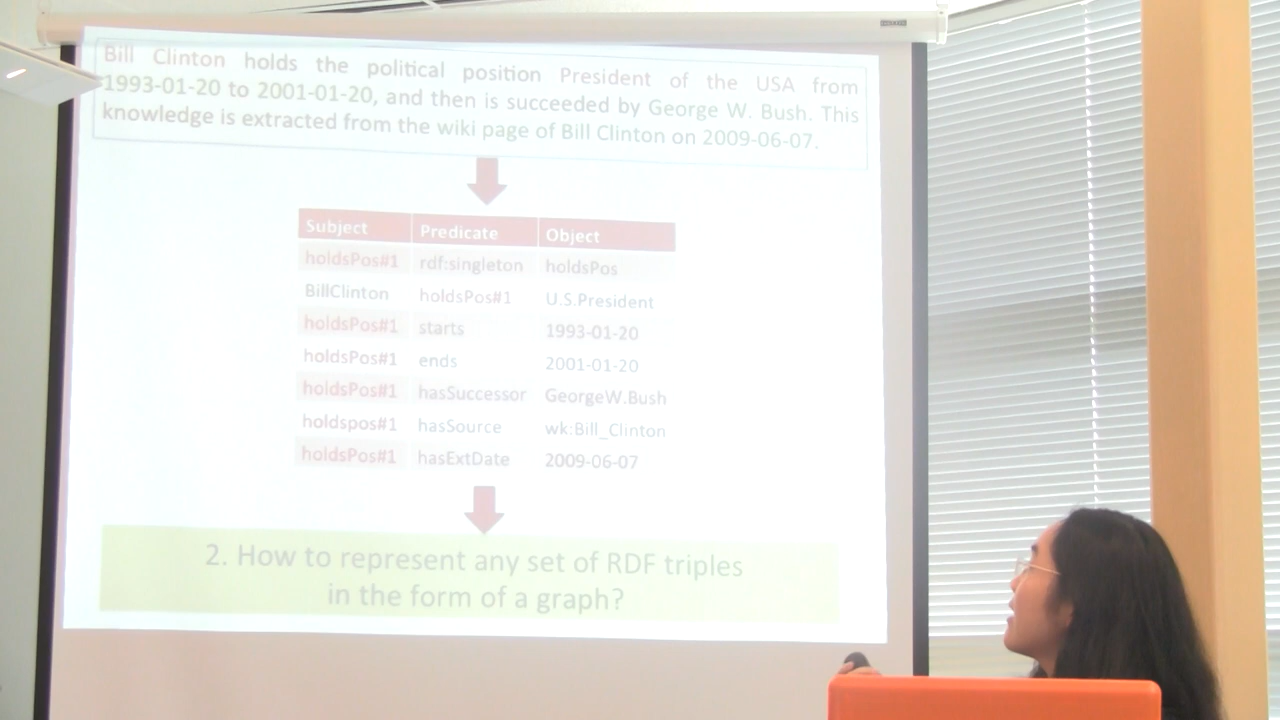 Bill Clinton holds the political position President of the USA from
1993-01-20 to 2001-01-20, and then is succeeded by George W. Bush. This
knowledge is extracted from the wiki page of Bill Clinton on 2009-06-07.
Subject Predicate Object
holdsPos#1 rdf:singleton holdsPos
BillClinton holdsPos#1 U.S.President
holdsPos#1 starts 1993-01-20
holdsPos#1 ends 2001-01-20
holdsPos#1 hasSuccessor GeorgeW.Bush
holdspos#1 hasSource wk:Bill_Clinton
holdsPos#1 hasExtDate 2009-06-07
2. How to represent any set of RDF triples
in the form of a graph?